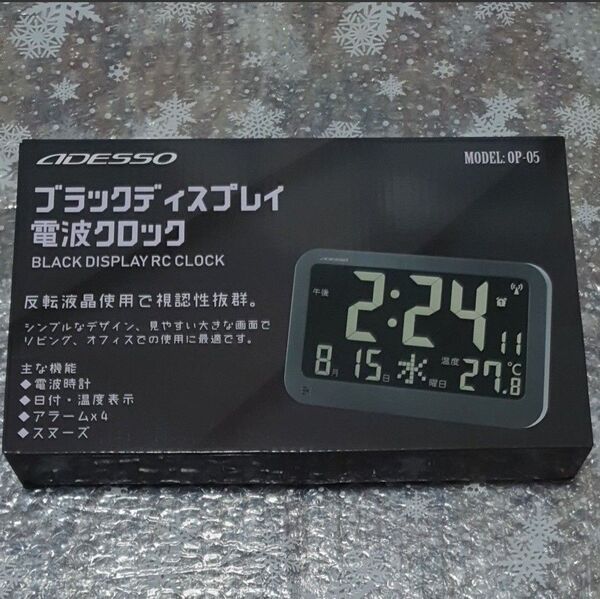 ADESSO
MODEL: OP-05
ブラックディスプレイ
電波クロック
BLACK DISPLAY RC CLOCK
反転液晶使用で視認性抜群。
シンプルなデザイン、見やすい大きな画面で
リビング、オフィスでの使用に最適です。
主な機能
◆電波時計
◆日付・温度表示
◆アラームx4
◆スヌーズ
ADESSO
午後 2:24 11
温度
8月 15日 水曜日 27.8℃